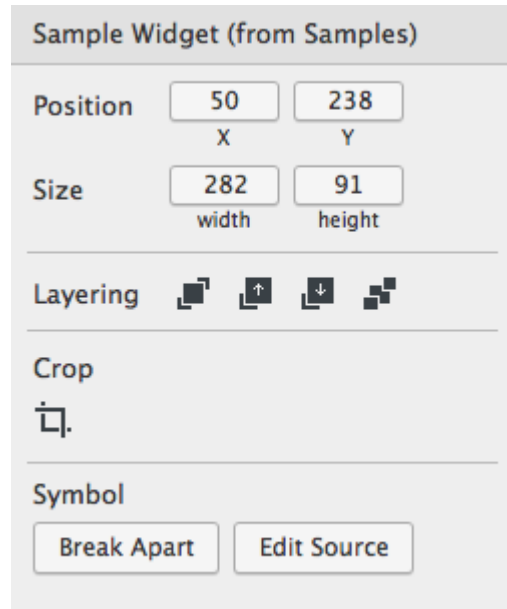 Sample Widget (from Samples)
Position 50 238
X Y
Size 282 91
width height
Layering
Crop
Symbol
Break Apart Edit Source